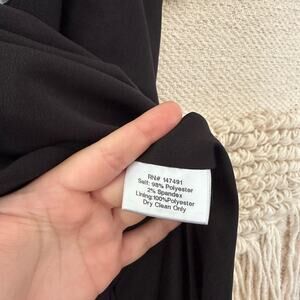 RN# 147491
Self: 98% Polyester
2% Spandex
Lining:100%Polyester
Dry Clean Only